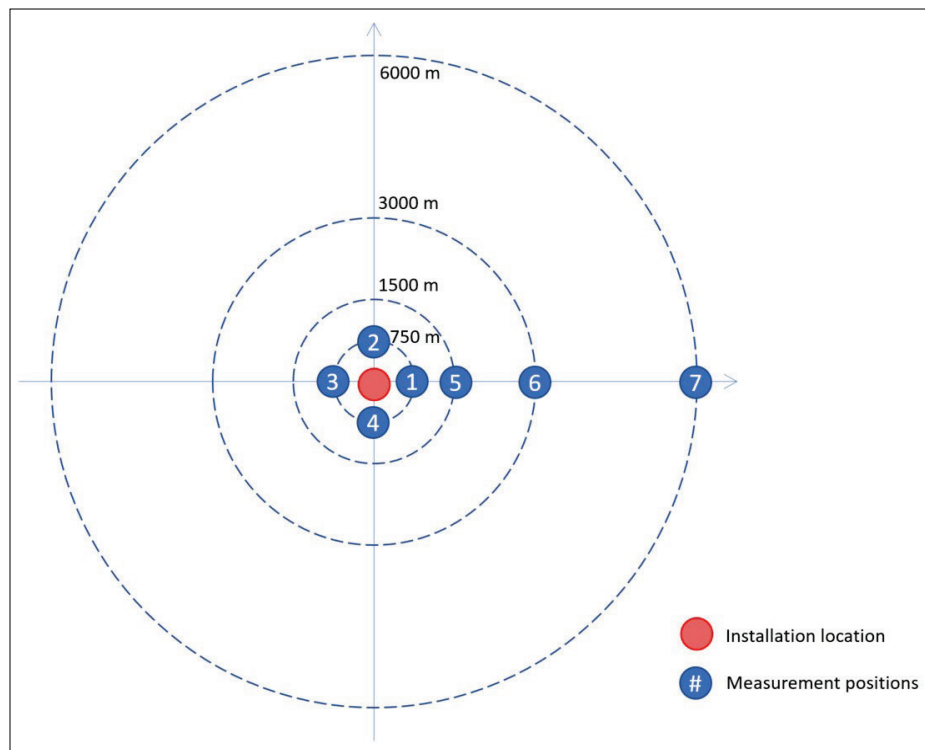 6000 m
3000 m
1500 m
750 m
2
3
1
5
6
7
4
Installation location
# Measurement positions